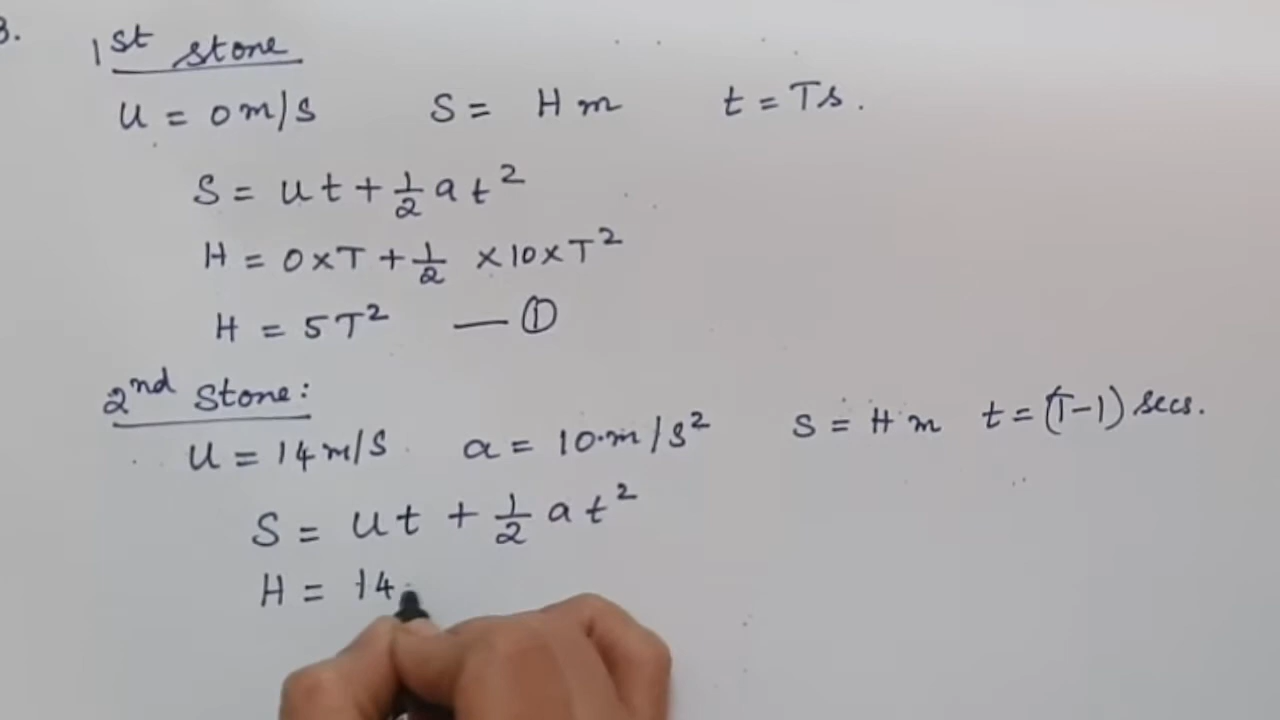 3.
1st stone
u = 0 m/s S = H m t = Ts.
S = ut + 1/2 at²
H = 0×T + 1/2 ×10×T²
H = 5T² — ①
2nd Stone:
u = 14 m/s a = 10 m/s² S = H m t = (T-1) secs.
S = ut + 1/2 at²
H = 14